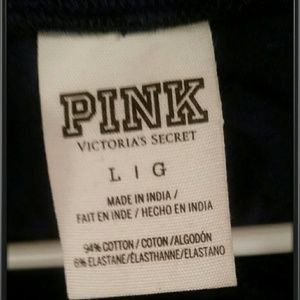 PINK
VICTORIA'S SECRET
L | G
MADE IN INDIA /
FAIT EN INDE / HECHO EN INDIA
94% COTTON / COTON /ALGODÓN
6% ELASTANE/ÉLASTHANNE/ELASTANO